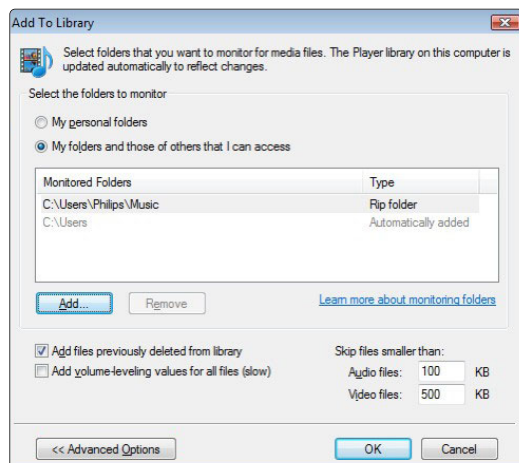 Add To Library
Select folders that you want to monitor for media files. The Player library on this computer is
updated automatically to reflect changes.
Select the folders to monitor
My personal folders
My folders and those of others that I can access
Monitored Folders Type
C:\Users\Philips\Music Rip folder
C:\Users Automatically added
Add... Remove Learn more about monitoring folders
Add files previously deleted from library Skip files smaller than:
Add volume-leveling values for all files (slow) Audio files: 100 KB
Video files: 500 KB
<< Advanced Options OK Cancel